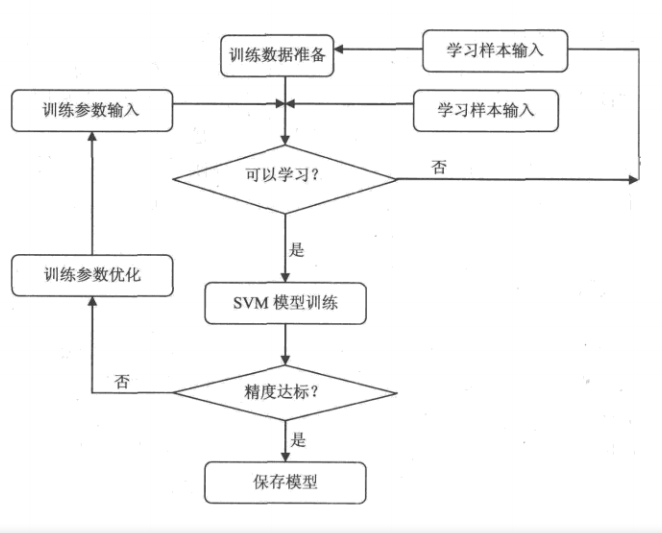 训练数据准备
学习样本输入
训练参数输入
学习样本输入
可以学习？
否
是
训练参数优化
SVM 模型训练
否
精度达标？
是
保存模型